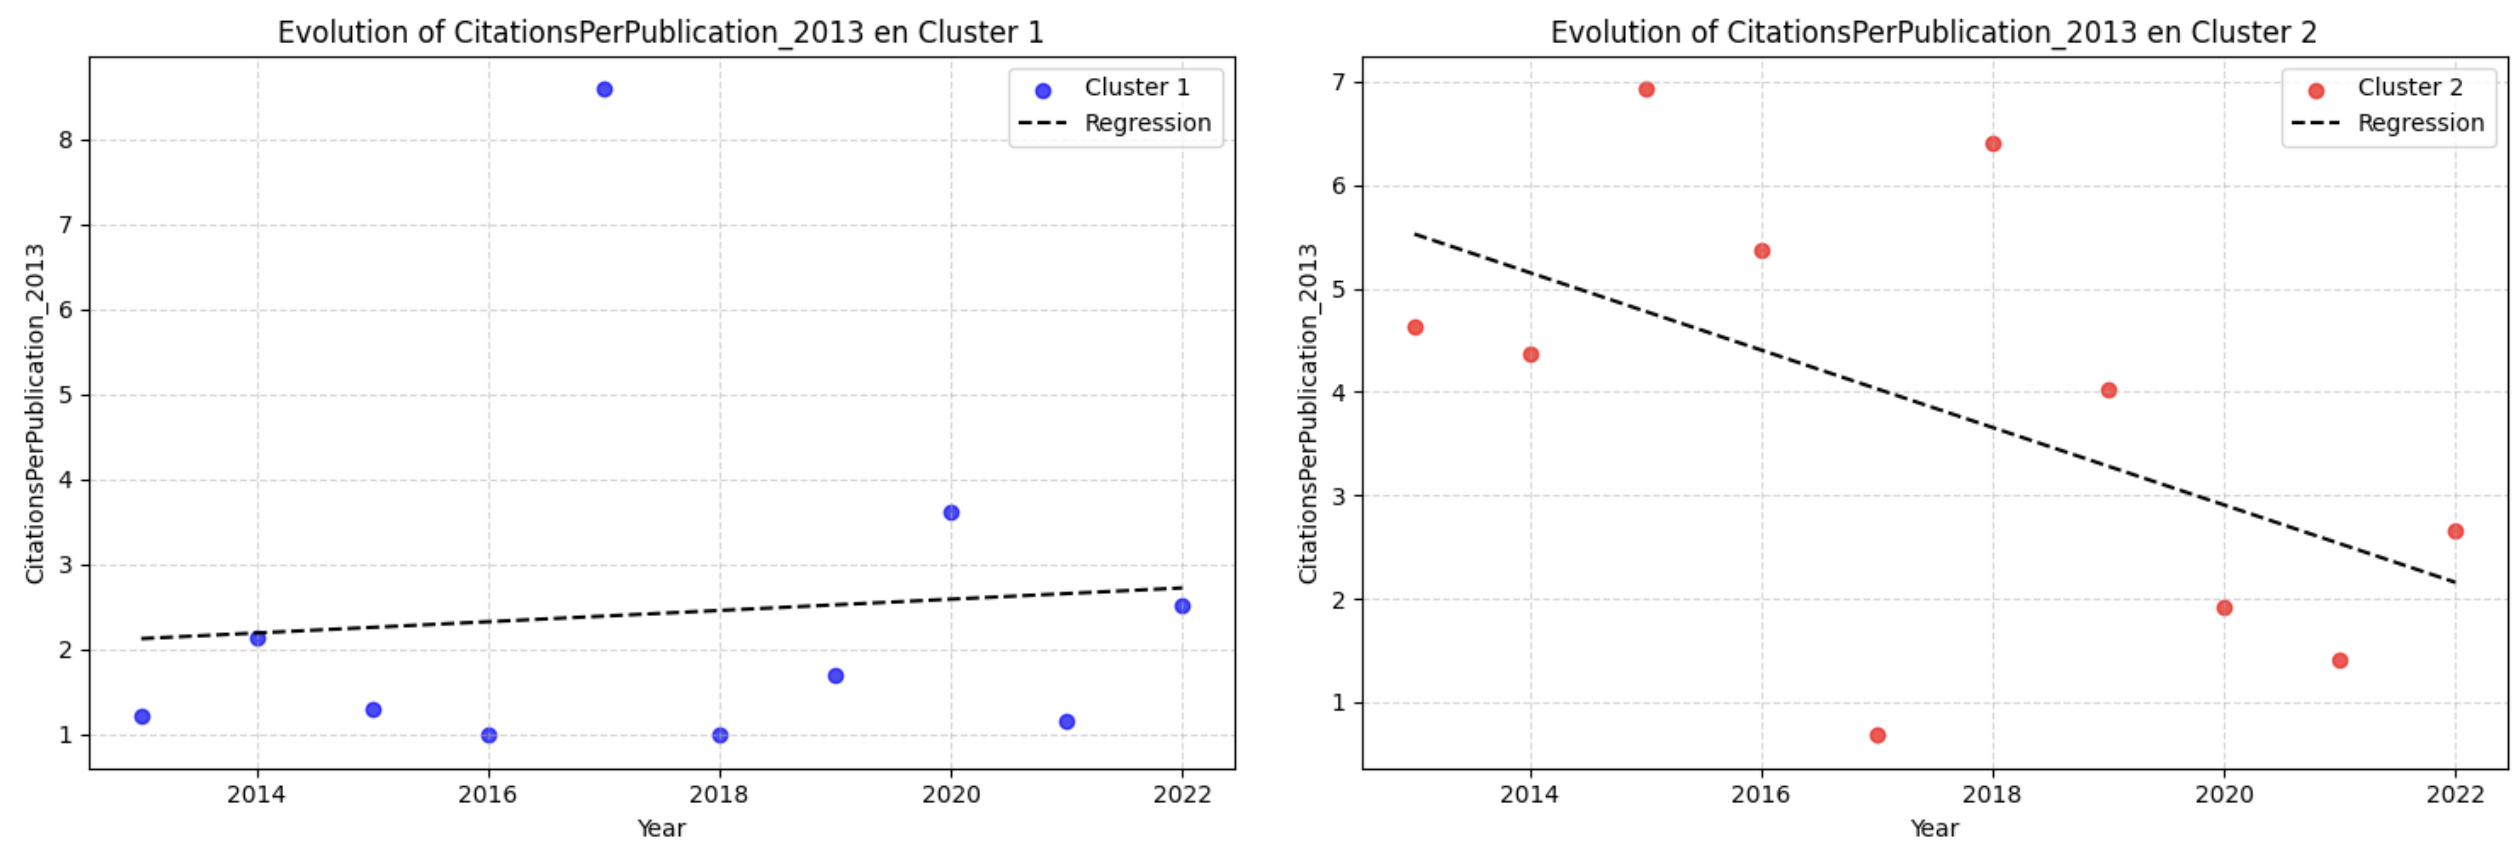 Evolution of CitationsPerPublication_2013 en Cluster 1
CitationsPerPublication_2013
8
7
6
5
4
3
2
1
Cluster 1
Regression
2014 2016 2018 2020 2022
Year
Evolution of CitationsPerPublication_2013 en Cluster 2
CitationsPerPublication_2013
7
6
5
4
3
2
1
Cluster 2
Regression
2014 2016 2018 2020 2022
Year